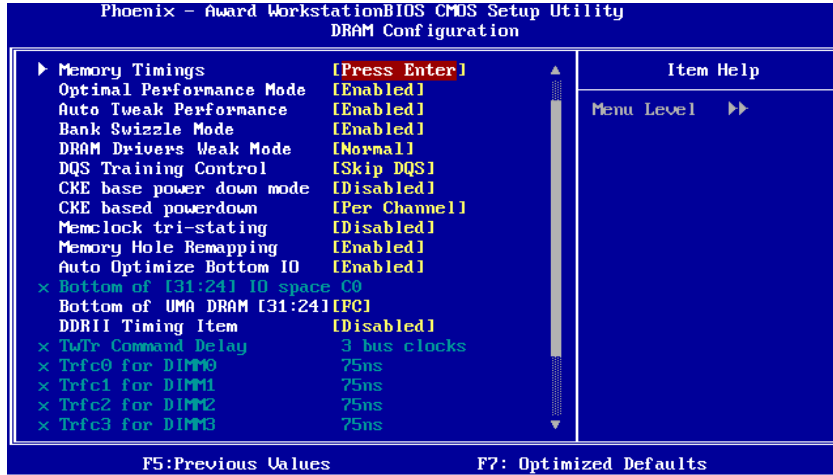 Phoenix - Award WorkstationBIOS CMOS Setup Utility
DRAM Configuration
Memory Timings [Press Enter]
Optimal Performance Mode [Enabled]
Auto Tweak Performance [Enabled]
Bank Swizzle Mode [Enabled]
DRAM Drivers Weak Mode [Normal]
DQS Training Control [Skip DQS]
CKE base power down mode [Disabled]
CKE based powerdown [Per Channel]
Memclock tri-stating [Disabled]
Memory Hole Remapping [Enabled]
Auto Optimize Bottom IO [Enabled]
x Bottom of [31:24] IO space C0
Bottom of UMA DRAM [31:24][FC]
DDRII Timing Item [Disabled]
x TwTr Command Delay 3 bus clocks
x Trfc0 for DIMM0 75ns
x Trfc1 for DIMM1 75ns
x Trfc2 for DIMM2 75ns
x Trfc3 for DIMM3 75ns
Item Help
Menu Level
F5:Previous Values F7: Optimized Defaults